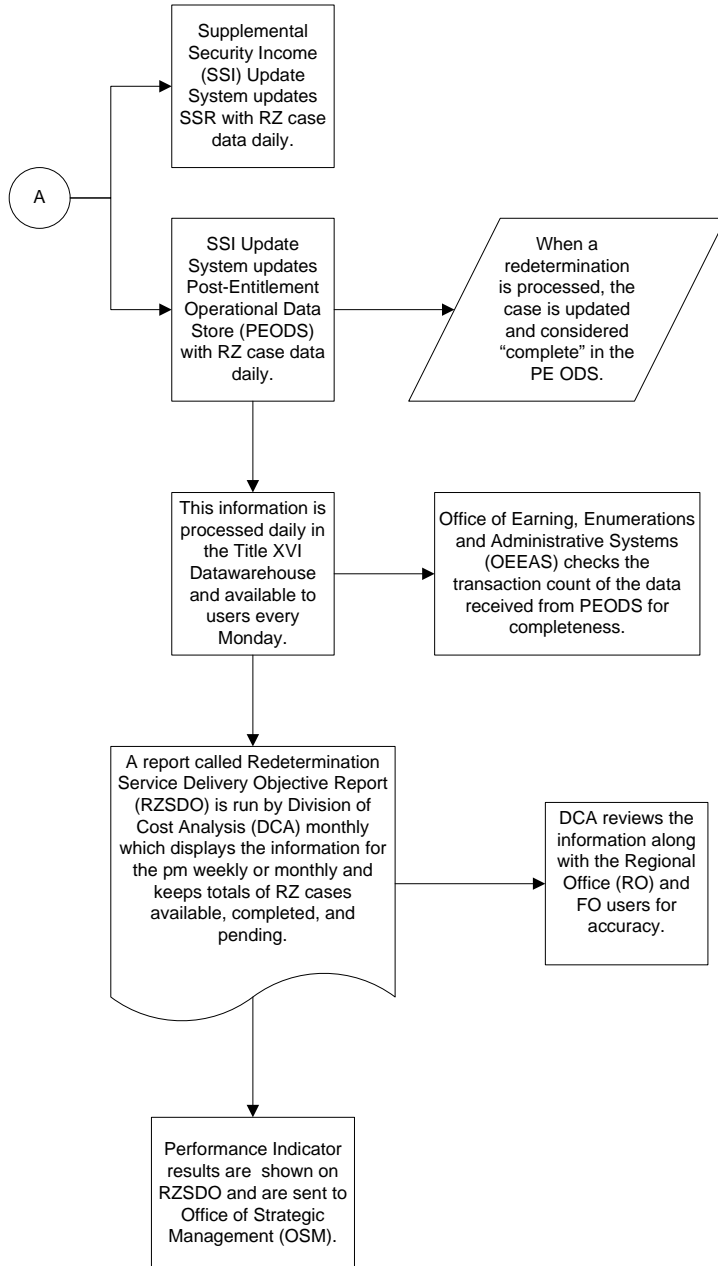 Supplemental
Security Income
(SSI) Update
System updates
SSR with RZ case
data daily.
A
SSI Update
System updates
Post-Entitlement
Operational Data
Store (PEODS)
with RZ case data
daily.
When a
redetermination
is processed, the
case is updated
and considered
“complete” in the
PE ODS.
This information is
processed daily in
the Title XVI
Datawarehouse
and available to
users every
Monday.
Office of Earning, Enumerations
and Administrative Systems
(OEEAS) checks the
transaction count of the data
received from PEODS for
completeness.
A report called Redetermination
Service Delivery Objective Report
(RZSDO) is run by Division of
Cost Analysis (DCA) monthly
which displays the information for
the pm weekly or monthly and
keeps totals of RZ cases
available, completed, and
pending.
DCA reviews the
information along
with the Regional
Office (RO) and
FO users for
accuracy.
Performance Indicator
results are shown on
RZSDO and are sent to
Office of Strategic
Management (OSM).